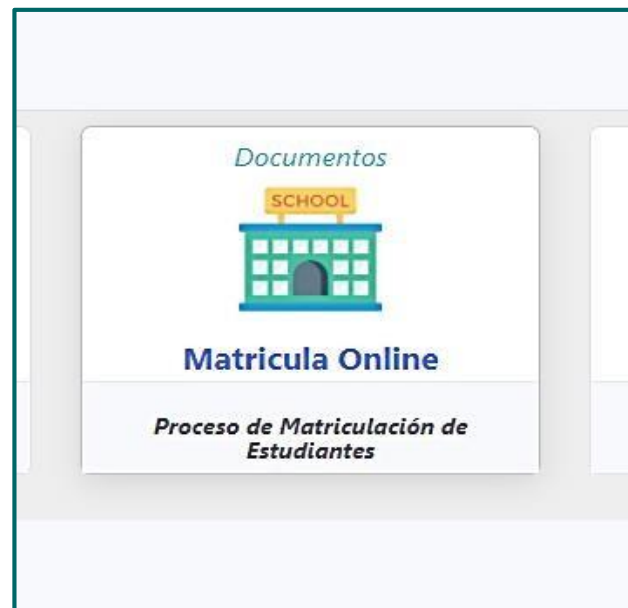 Documentos
SCHOOL
Matricula Online
Proceso de Matriculación de
Estudiantes